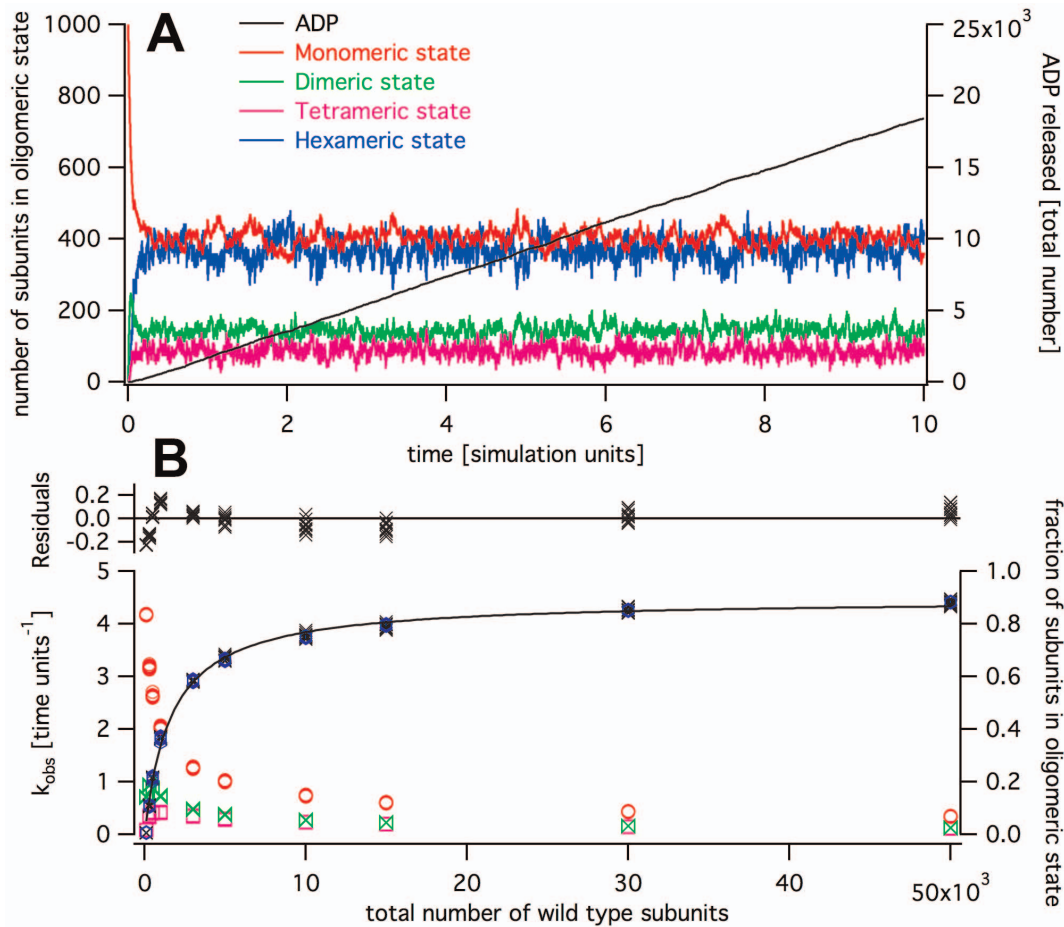 A
ADP
Monomeric state
Dimeric state
Tetrameric state
Hexameric state
number of subunits in oligomeric state
1000
800
600
400
200
0
25x10³
20
15
10
5
0
ADP released [total number]
0 2 4 6 8 10
time [simulation units]
B
Residuals
0.2
0.0
-0.2
k_obs [time units⁻¹]
5
4
3
2
1
0
1.0
0.8
0.6
0.4
0.2
0.0
fraction of subunits in oligomeric state
0 10 20 30 40 50x10³
total number of wild type subunits